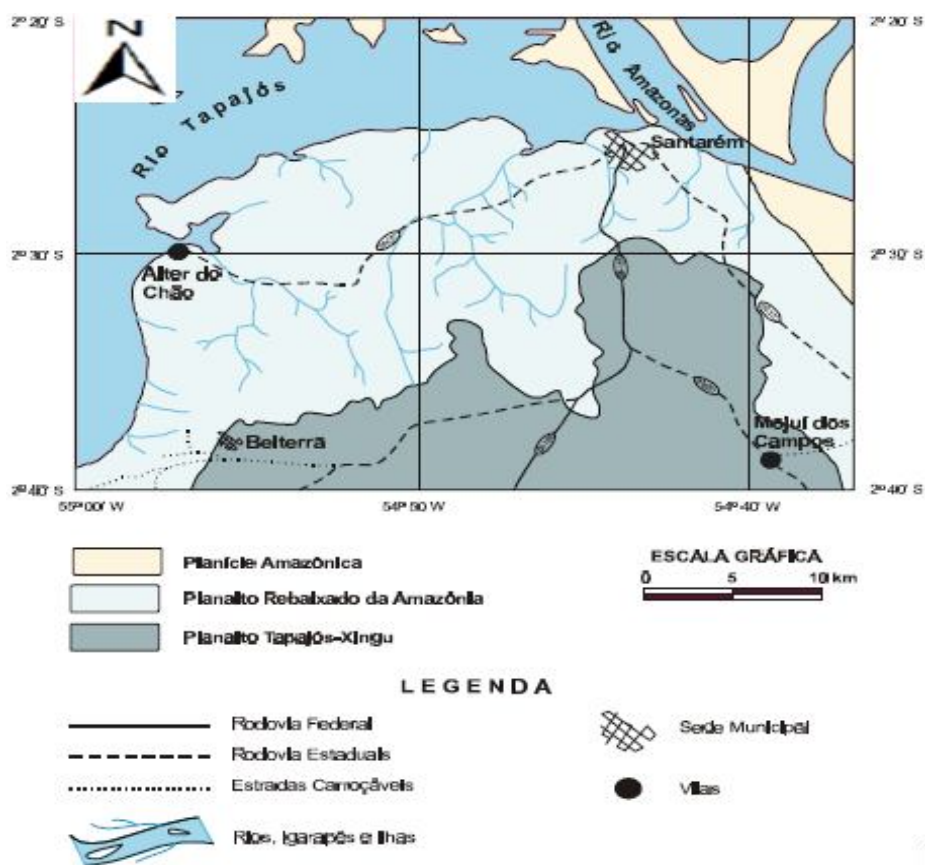 2º 20' S
2º 20' S
N
Rio Tapajós
Rio Amazonas
Santarém
2º 30' S
2º 30' S
Alter do
Chão
Belterra
Mojuí dos
Campos
2º 40' S
2º 40' S
55º 00' W
54º 50' W
54º 40' W
Planície Amazônica
Planalto Rebaixado da Amazônia
Planalto Tapajós-Xingu
ESCALA GRÁFICA
0 5 10 km
LEGENDA
Rodovia Federal
Rodovia Estaduais
Estradas Carroçáveis
Rios, Igarapés e Ilhas
Sede Municipal
Vilas